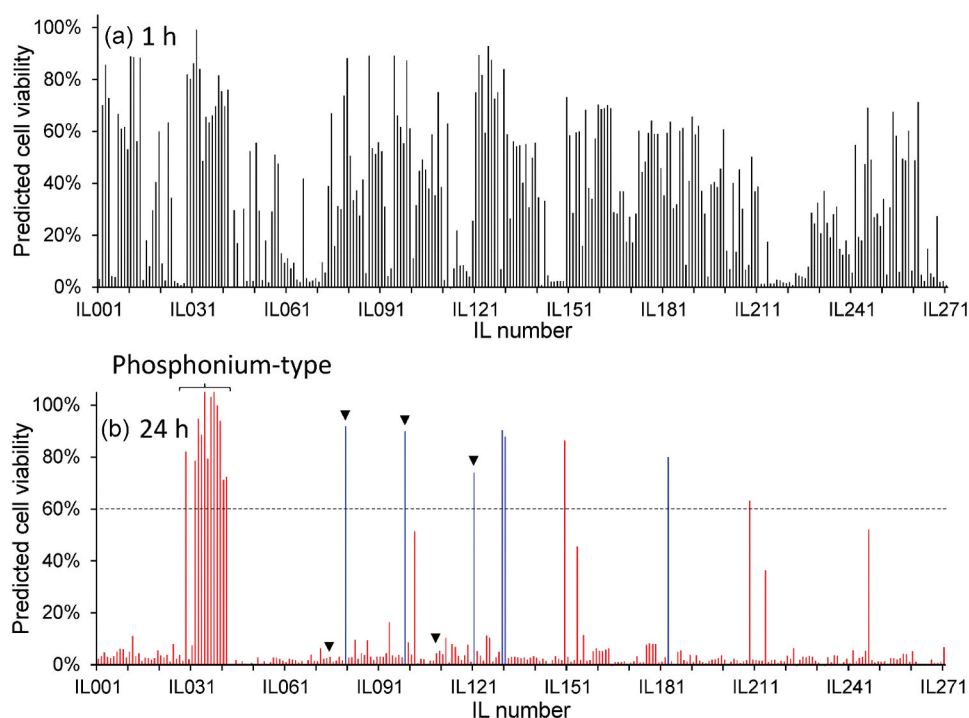 (a) 1 h
Predicted cell viability
100%
80%
60%
40%
20%
0%
IL001 IL031 IL061 IL091 IL121 IL151 IL181 IL211 IL241 IL271
IL number
Phosphonium-type
(b) 24 h
Predicted cell viability
100%
80%
60%
40%
20%
0%
IL001 IL031 IL061 IL091 IL121 IL151 IL181 IL211 IL241 IL271
IL number